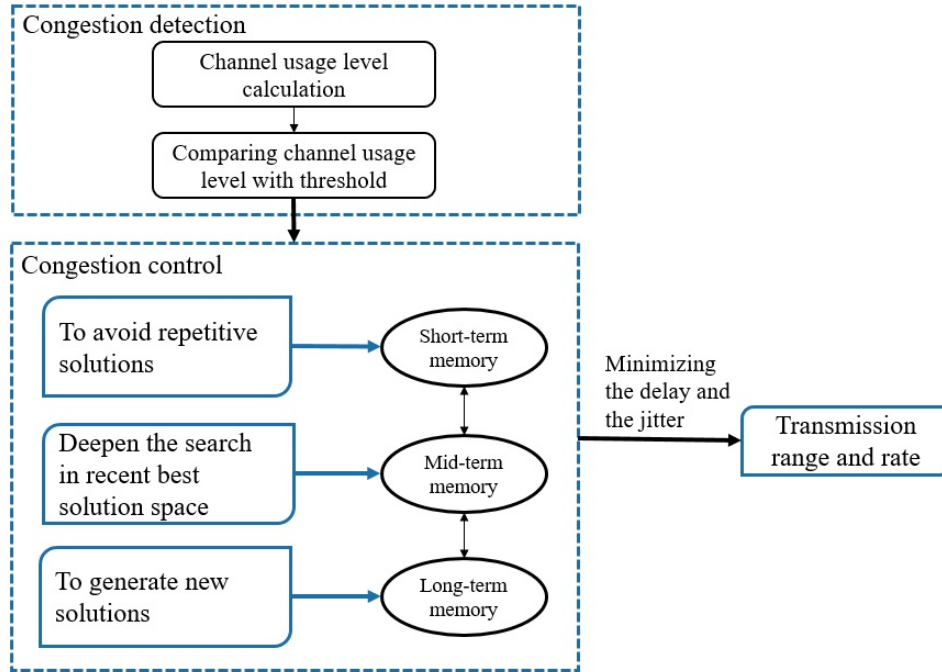 Congestion detection
Channel usage level
calculation
Comparing channel usage
level with threshold
Congestion control
To avoid repetitive
solutions
Short-term
memory
Deepen the search
in recent best
solution space
Mid-term
memory
To generate new
solutions
Long-term
memory
Minimizing
the delay and
the jitter
Transmission
range and rate